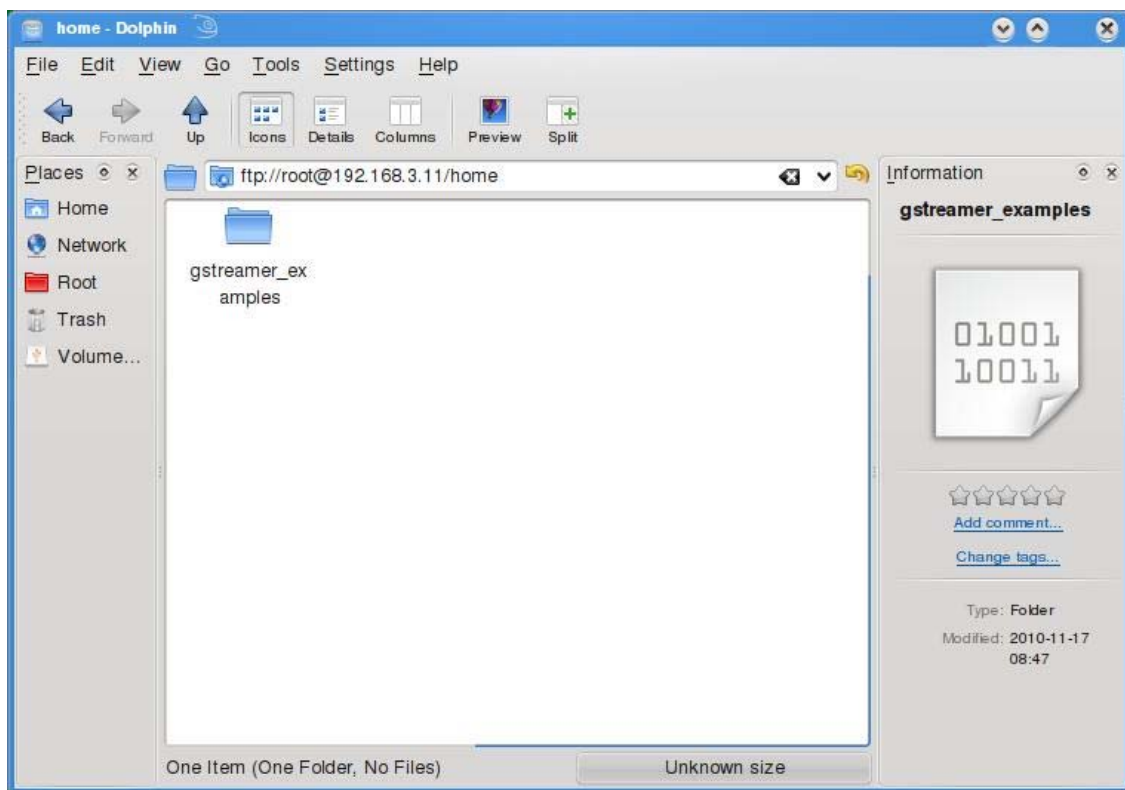 home - Dolphin
File Edit View Go Tools Settings Help
Back Forward Up Icons Details Columns Preview Split
Places
ftp://root@192.168.3.11/home
Information
Home
Network
Root
Trash
Volume...
gstreamer_ex
amples
gstreamer_examples
01001
10011
Add comment...
Change tags...
Type: Folder
Modified: 2010-11-17
08:47
One Item (One Folder, No Files)
Unknown size